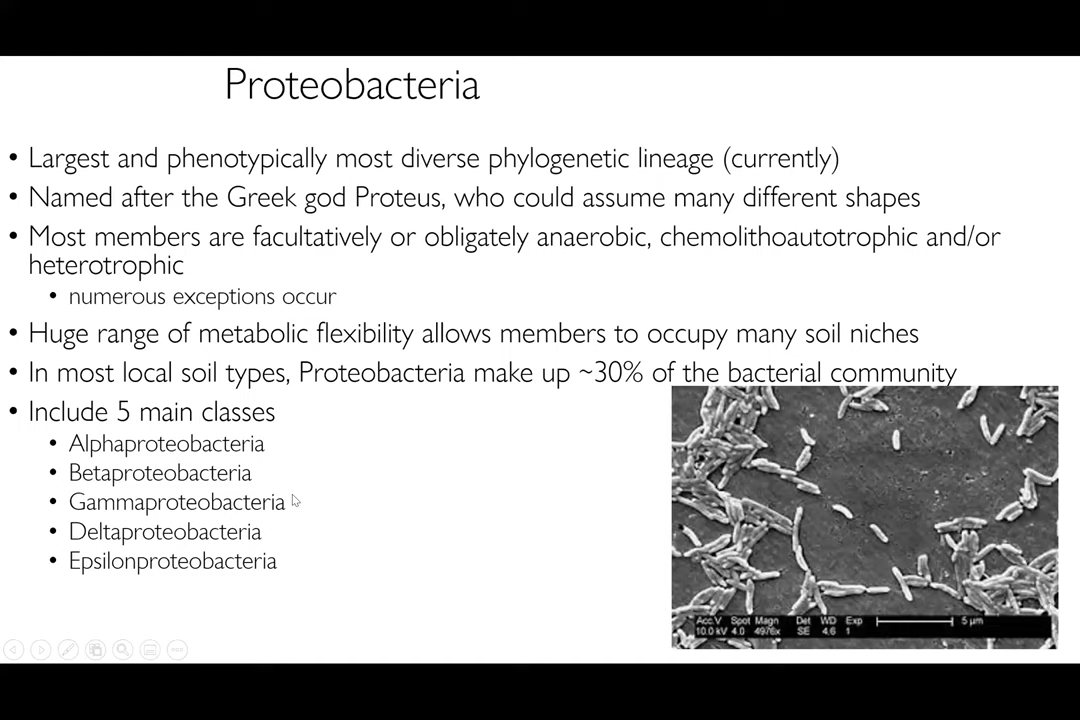 Proteobacteria
• Largest and phenotypically most diverse phylogenetic lineage (currently)
• Named after the Greek god Proteus, who could assume many different shapes
• Most members are facultatively or obligately anaerobic, chemolithoautotrophic and/or
heterotrophic
• numerous exceptions occur
• Huge range of metabolic flexibility allows members to occupy many soil niches
• In most local soil types, Proteobacteria make up ~30% of the bacterial community
• Include 5 main classes
• Alphaproteobacteria
• Betaproteobacteria
• Gammaproteobacteria
• Deltaproteobacteria
• Epsilonproteobacteria
Acc.V Spot Magn Det WD Exp 5 µm
10.0 kV 4.0 4976x SE 4.6 1